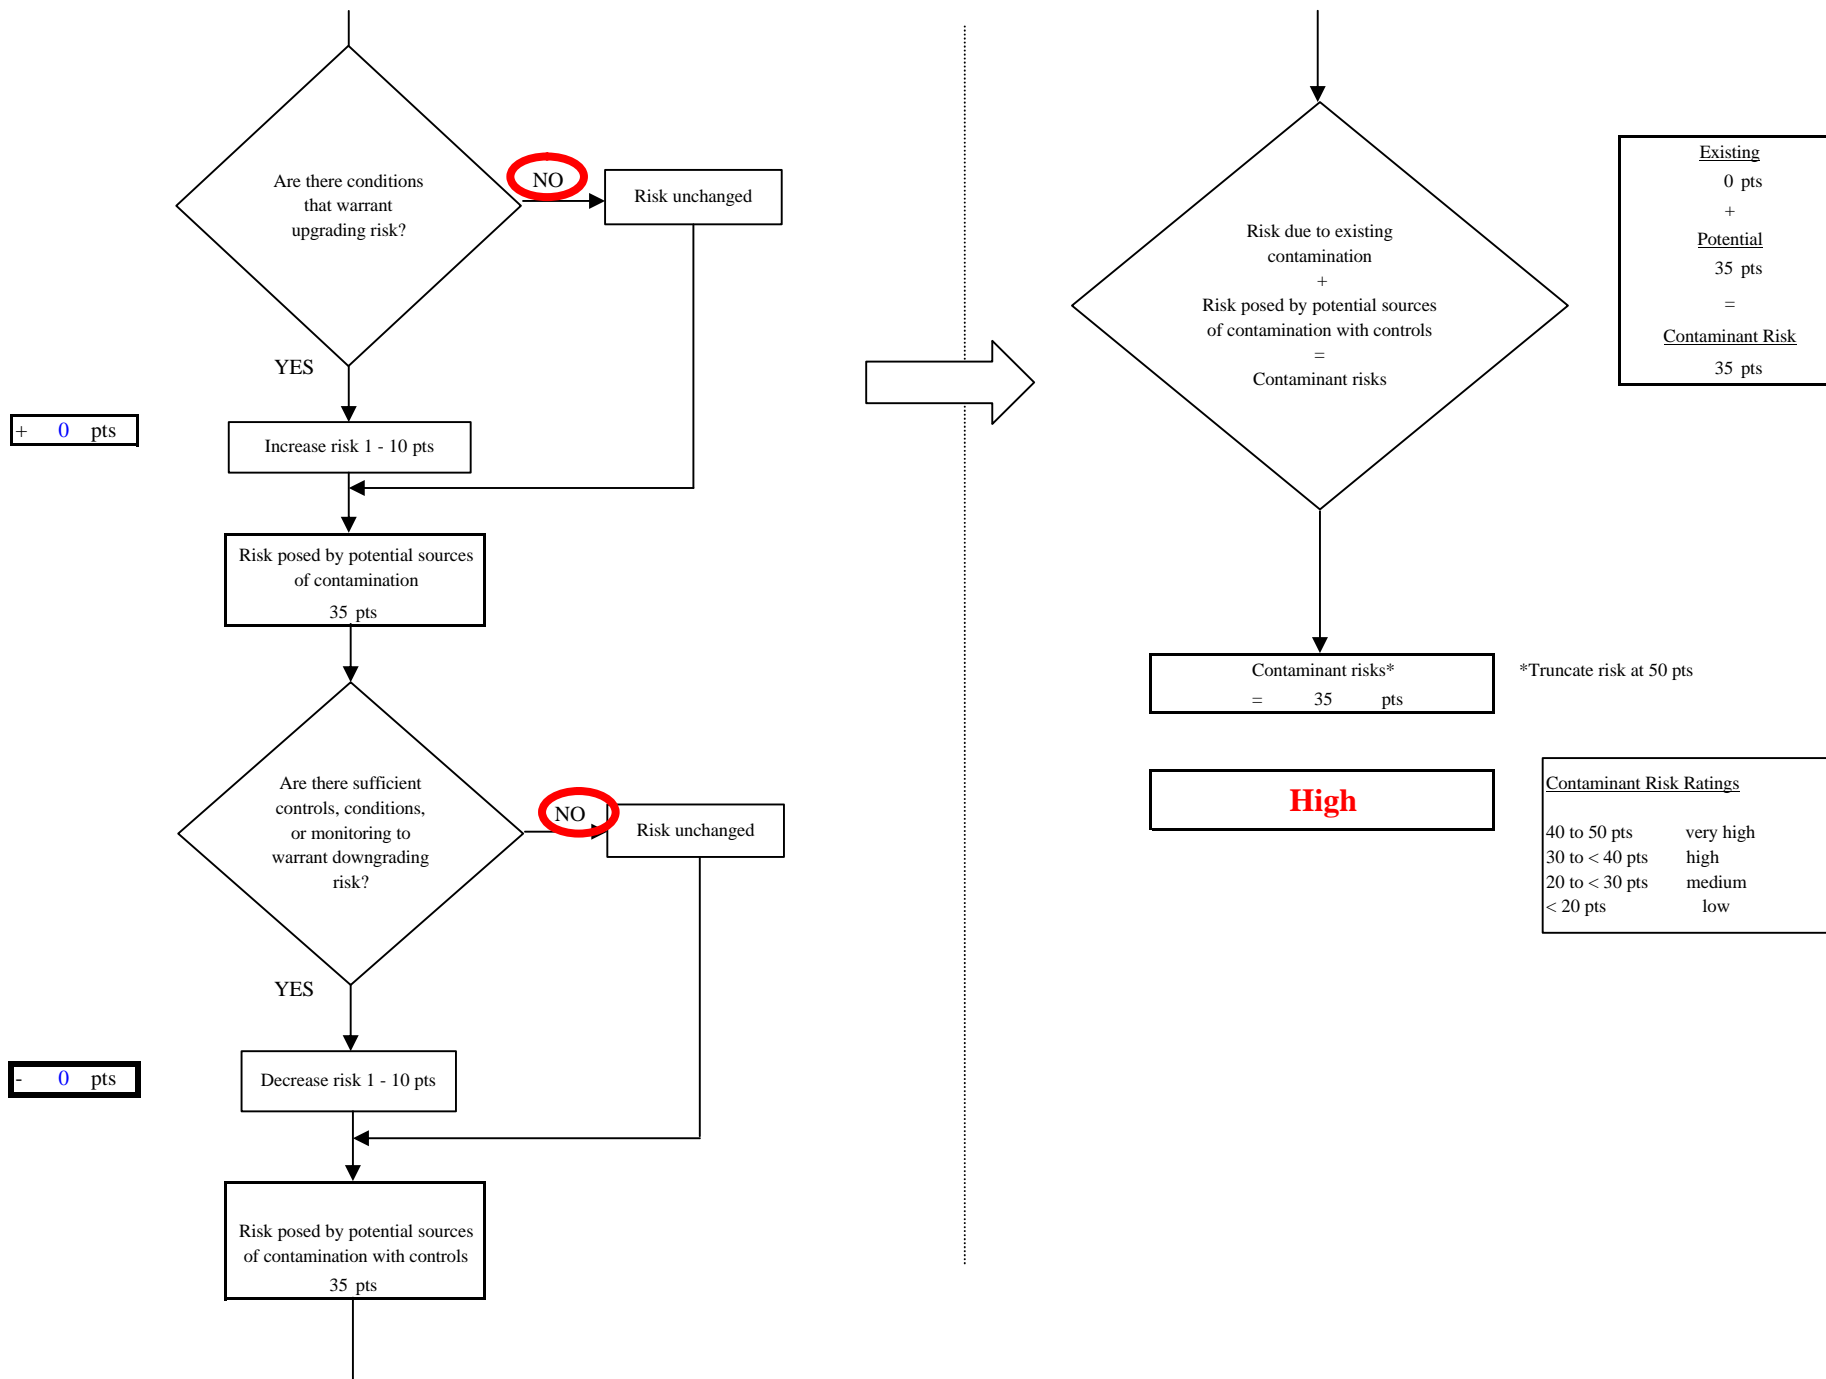 Are there conditions
that warrant
upgrading risk?
NO
Risk unchanged
YES
+ 0 pts
Increase risk 1 - 10 pts
Risk posed by potential sources
of contamination
35 pts
Are there sufficient
controls, conditions,
or monitoring to
warrant downgrading
risk?
NO
Risk unchanged
YES
- 0 pts
Decrease risk 1 - 10 pts
Risk posed by potential sources
of contamination with controls
35 pts
Risk due to existing
contamination
+
Risk posed by potential sources
of contamination with controls
=
Contaminant risks
Existing
0 pts
+
Potential
35 pts
=
Contaminant Risk
35 pts
Contaminant risks*
= 35 pts
*Truncate risk at 50 pts
High
Contaminant Risk Ratings
40 to 50 pts very high
30 to < 40 pts high
20 to < 30 pts medium
< 20 pts low